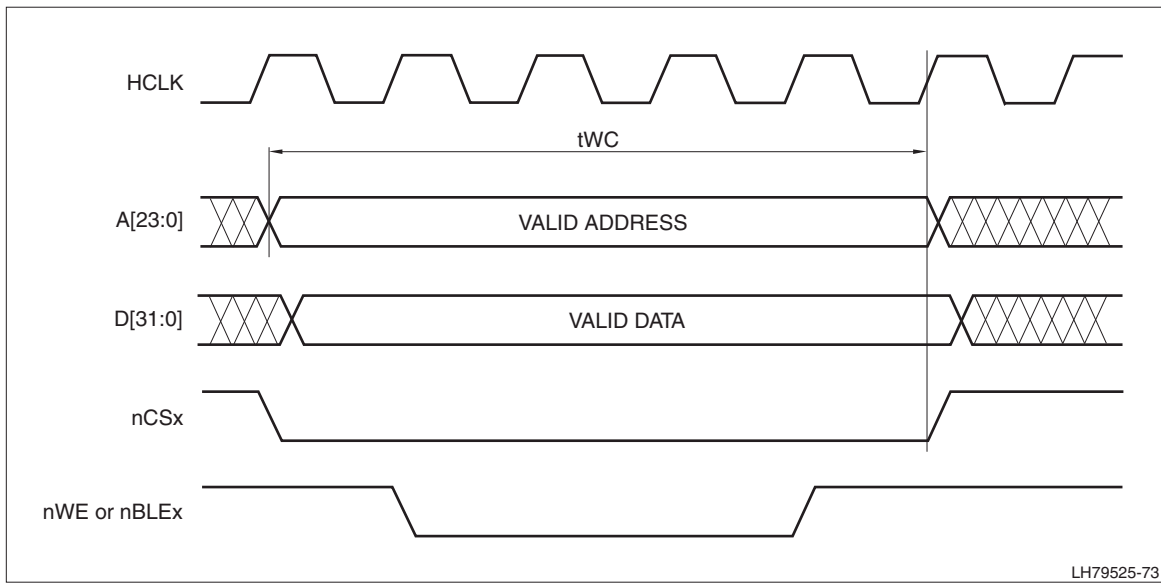 HCLK
tWC
A[23:0]
VALID ADDRESS
D[31:0]
VALID DATA
nCSx
nWE or nBLEx
LH79525-73